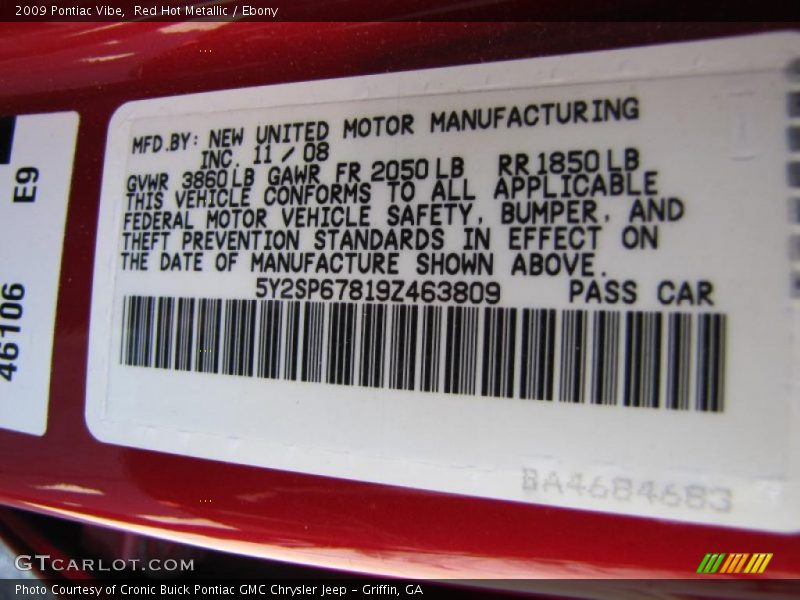 2009 Pontiac Vibe, Red Hot Metallic / Ebony
MFD.BY: NEW UNITED MOTOR MANUFACTURING
INC. 11 / 08
GVWR 3860 LB GAWR FR 2050 LB RR 1850 LB
THIS VEHICLE CONFORMS TO ALL APPLICABLE
FEDERAL MOTOR VEHICLE SAFETY, BUMPER, AND
THEFT PREVENTION STANDARDS IN EFFECT ON
THE DATE OF MANUFACTURE SHOWN ABOVE.
5Y2SP67819Z463809 PASS CAR
BA4684683
E9
46106
GTCARLOT.COM
Photo Courtesy of Cronic Buick Pontiac GMC Chrysler Jeep - Griffin, GA